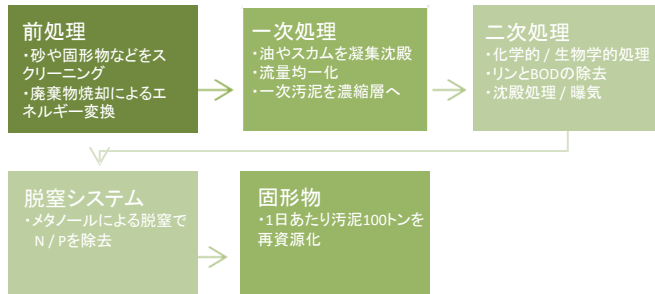 前処理
・砂や固形物などをス
クリーニング
・廃棄物焼却によるエ
ネルギー変換
一次処理
・油やスカムを凝集沈殿
・流量均一化
・一次汚泥を濃縮層へ
二次処理
・化学的 / 生物学的処理
・リンとBODの除去
・沈殿処理 / 曝気
脱窒システム
・メタノールによる脱窒で
N / Pを除去
固形物
・1日あたり汚泥100トンを
再資源化